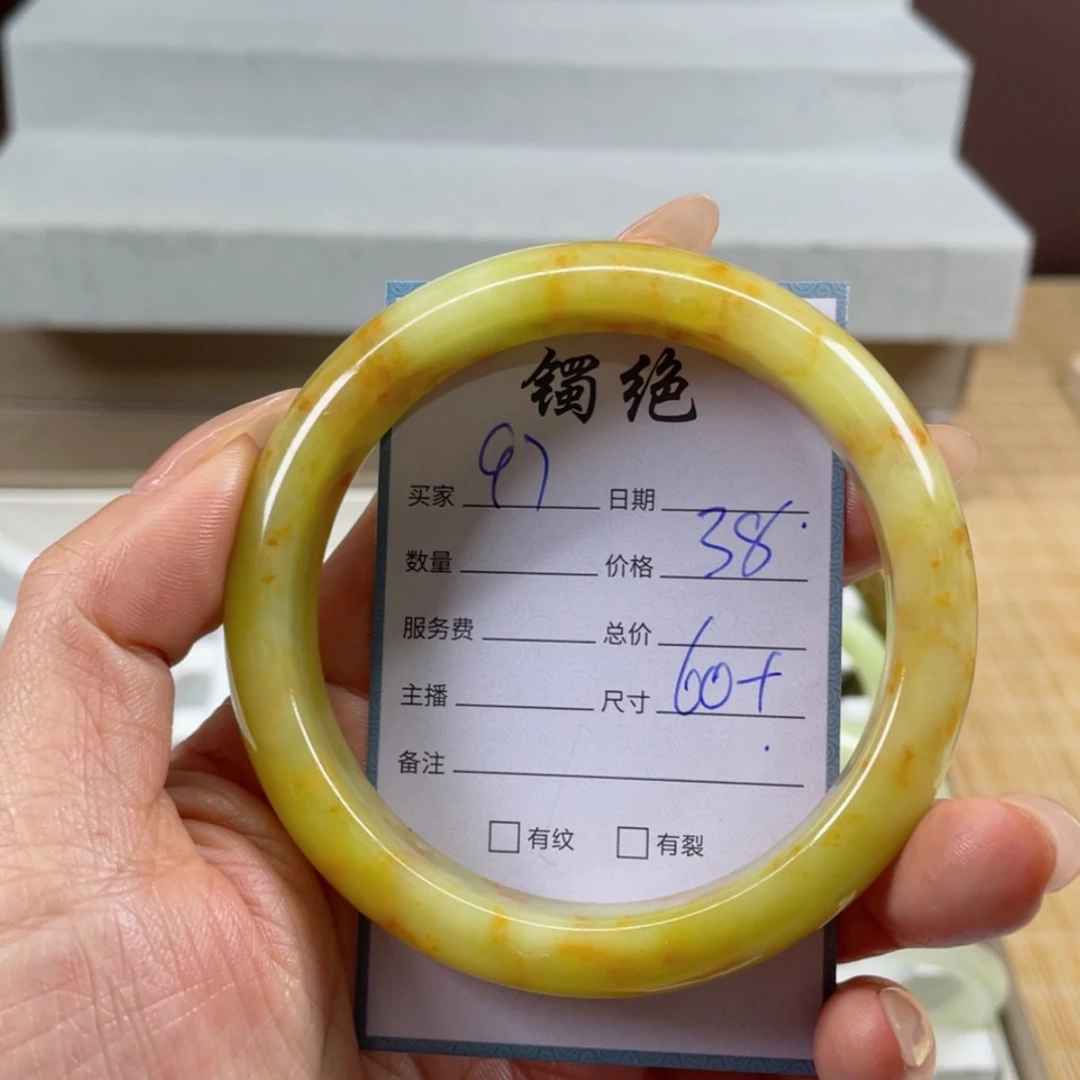 镯绝
买家 97 日期
数量 价格 38
服务费 总价
主播 尺寸 60+
备注
□ 有纹 □ 有裂